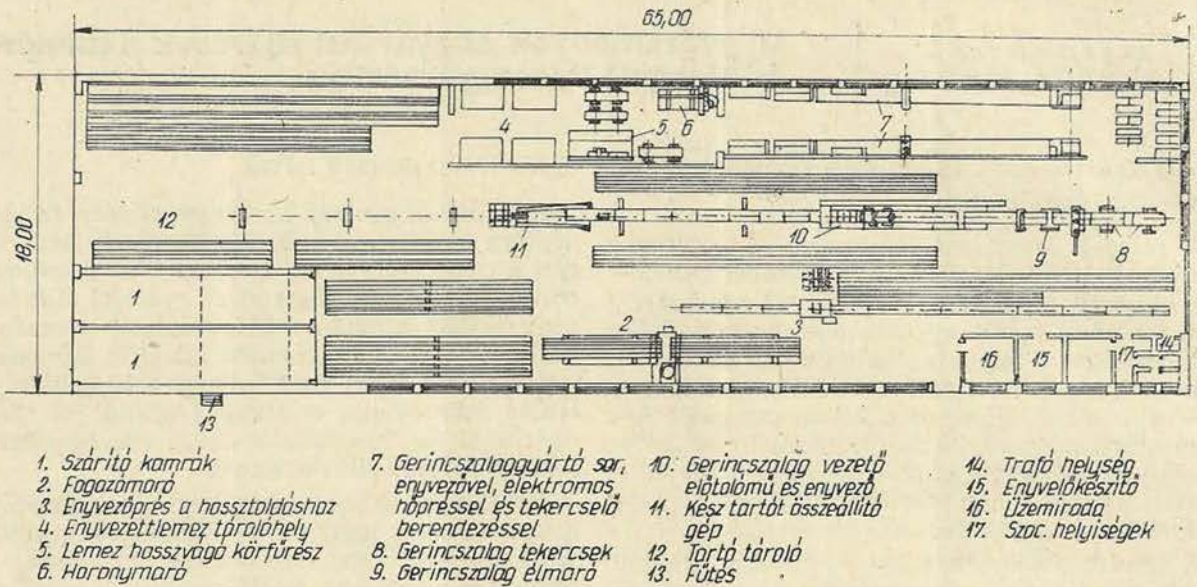 65,00
18,00
4
5
6
7
12
11
10
9
8
1
2
3
1
16
15
17
14
13
1. Szárító kamrák
2. Fogazómaró
3. Enyvezőprés a hossztoldáshoz
4. Enyvezettlemez tárolóhely
5. Lemez hosszvágó körfűrész
6. Horonymaró
7. Gerincszalaggyártó sor,
enyvezővel, elektromos
hőpréssel és tekercselő
berendezéssel
8. Gerincszalag tekercsek
9. Gerincszalag élmaró
10. Gerincszalag vezető
előtolómű és enyvező
11. Kész tartót összeállító
gép
12. Tartó tároló
13. Fűtés
14. Trafó helység
15. Enyvelőkészítő
16. Üzemiroda
17. Szoc. helyiségek